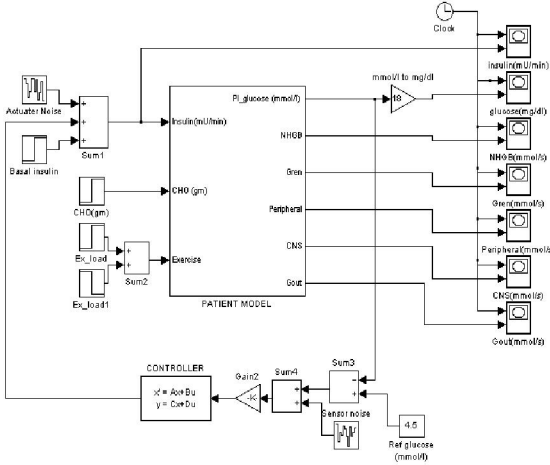 Clock
insulin(mU/min)
mmol/l to mg/dl
18
glucose(mg/dl)
NHGB(mmol/s)
Gren(mmol/s)
Peripheral(mmol/s
CNS(mmol/s)
Gout(mmol/s)
Actuater Noise
+
+
+
Sum1
Basal insulin
CHO(gm)
Ex_load
+
+
Sum2
Ex_load1
Insulin(mU/min)
CHO (gm)
Exercise
Pl_glucose (mmol/l)
NHGB
Gren
Peripheral
CNS
Gout
PATIENT MODEL
CONTROLLER
x' = Ax+Bu
y = Cx+Du
Gain2
-K-
Sum4
+
+
Sum3
−
+
Sensor noise
4.5
Ref glucose
(mmol/l)